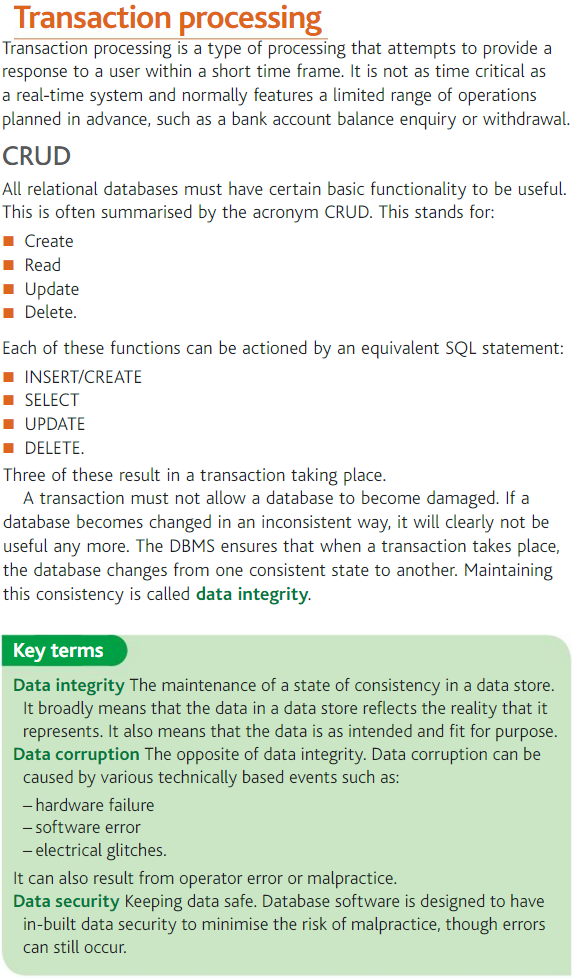 Transaction processing
Transaction processing is a type of processing that attempts to provide a
response to a user within a short time frame. It is not as time critical as
a real-time system and normally features a limited range of operations
planned in advance, such as a bank account balance enquiry or withdrawal.
CRUD
All relational databases must have certain basic functionality to be useful.
This is often summarised by the acronym CRUD. This stands for:
■ Create
■ Read
■ Update
■ Delete.
Each of these functions can be actioned by an equivalent SQL statement:
■ INSERT/CREATE
■ SELECT
■ UPDATE
■ DELETE.
Three of these result in a transaction taking place.
A transaction must not allow a database to become damaged. If a
database becomes changed in an inconsistent way, it will clearly not be
useful any more. The DBMS ensures that when a transaction takes place,
the database changes from one consistent state to another. Maintaining
this consistency is called data integrity.
Key terms
Data integrity The maintenance of a state of consistency in a data store.
It broadly means that the data in a data store reflects the reality that it
represents. It also means that the data is as intended and fit for purpose.
Data corruption The opposite of data integrity. Data corruption can be
caused by various technically based events such as:
– hardware failure
– software error
– electrical glitches.
It can also result from operator error or malpractice.
Data security Keeping data safe. Database software is designed to have
in-built data security to minimise the risk of malpractice, though errors
can still occur.